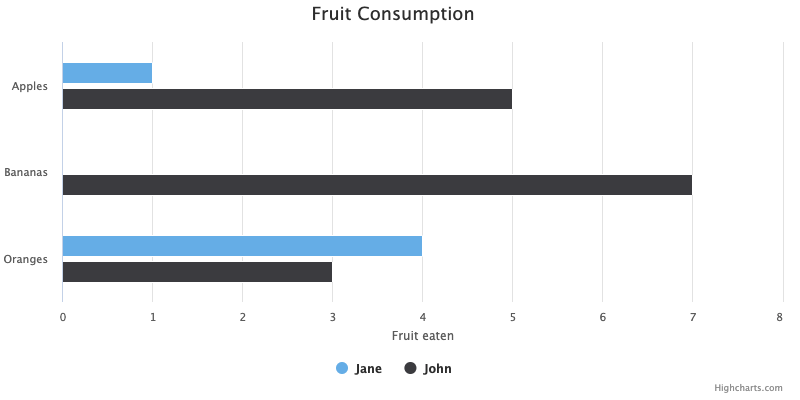 Fruit Consumption
Apples
Bananas
Oranges
0 1 2 3 4 5 6 7 8
Fruit eaten
Jane John
Highcharts.com